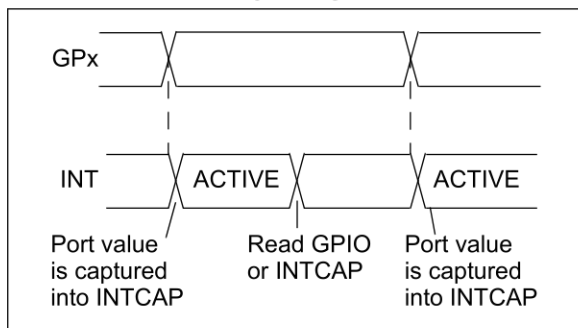 GPx
INT
ACTIVE
ACTIVE
Port value
is captured
into INTCAP
Read GPIO
or INTCAP
Port value
is captured
into INTCAP